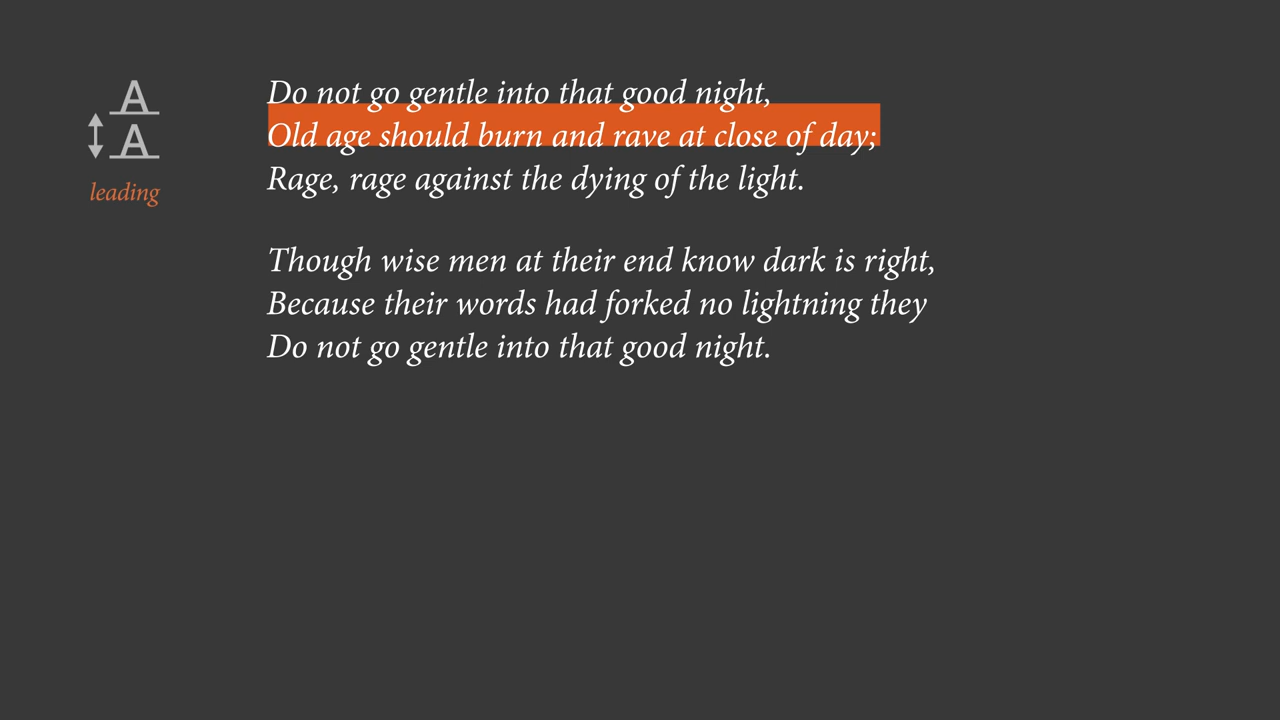 A
A
leading
Do not go gentle into that good night,
Old age should burn and rave at close of day;
Rage, rage against the dying of the light.
Though wise men at their end know dark is right,
Because their words had forked no lightning they
Do not go gentle into that good night.